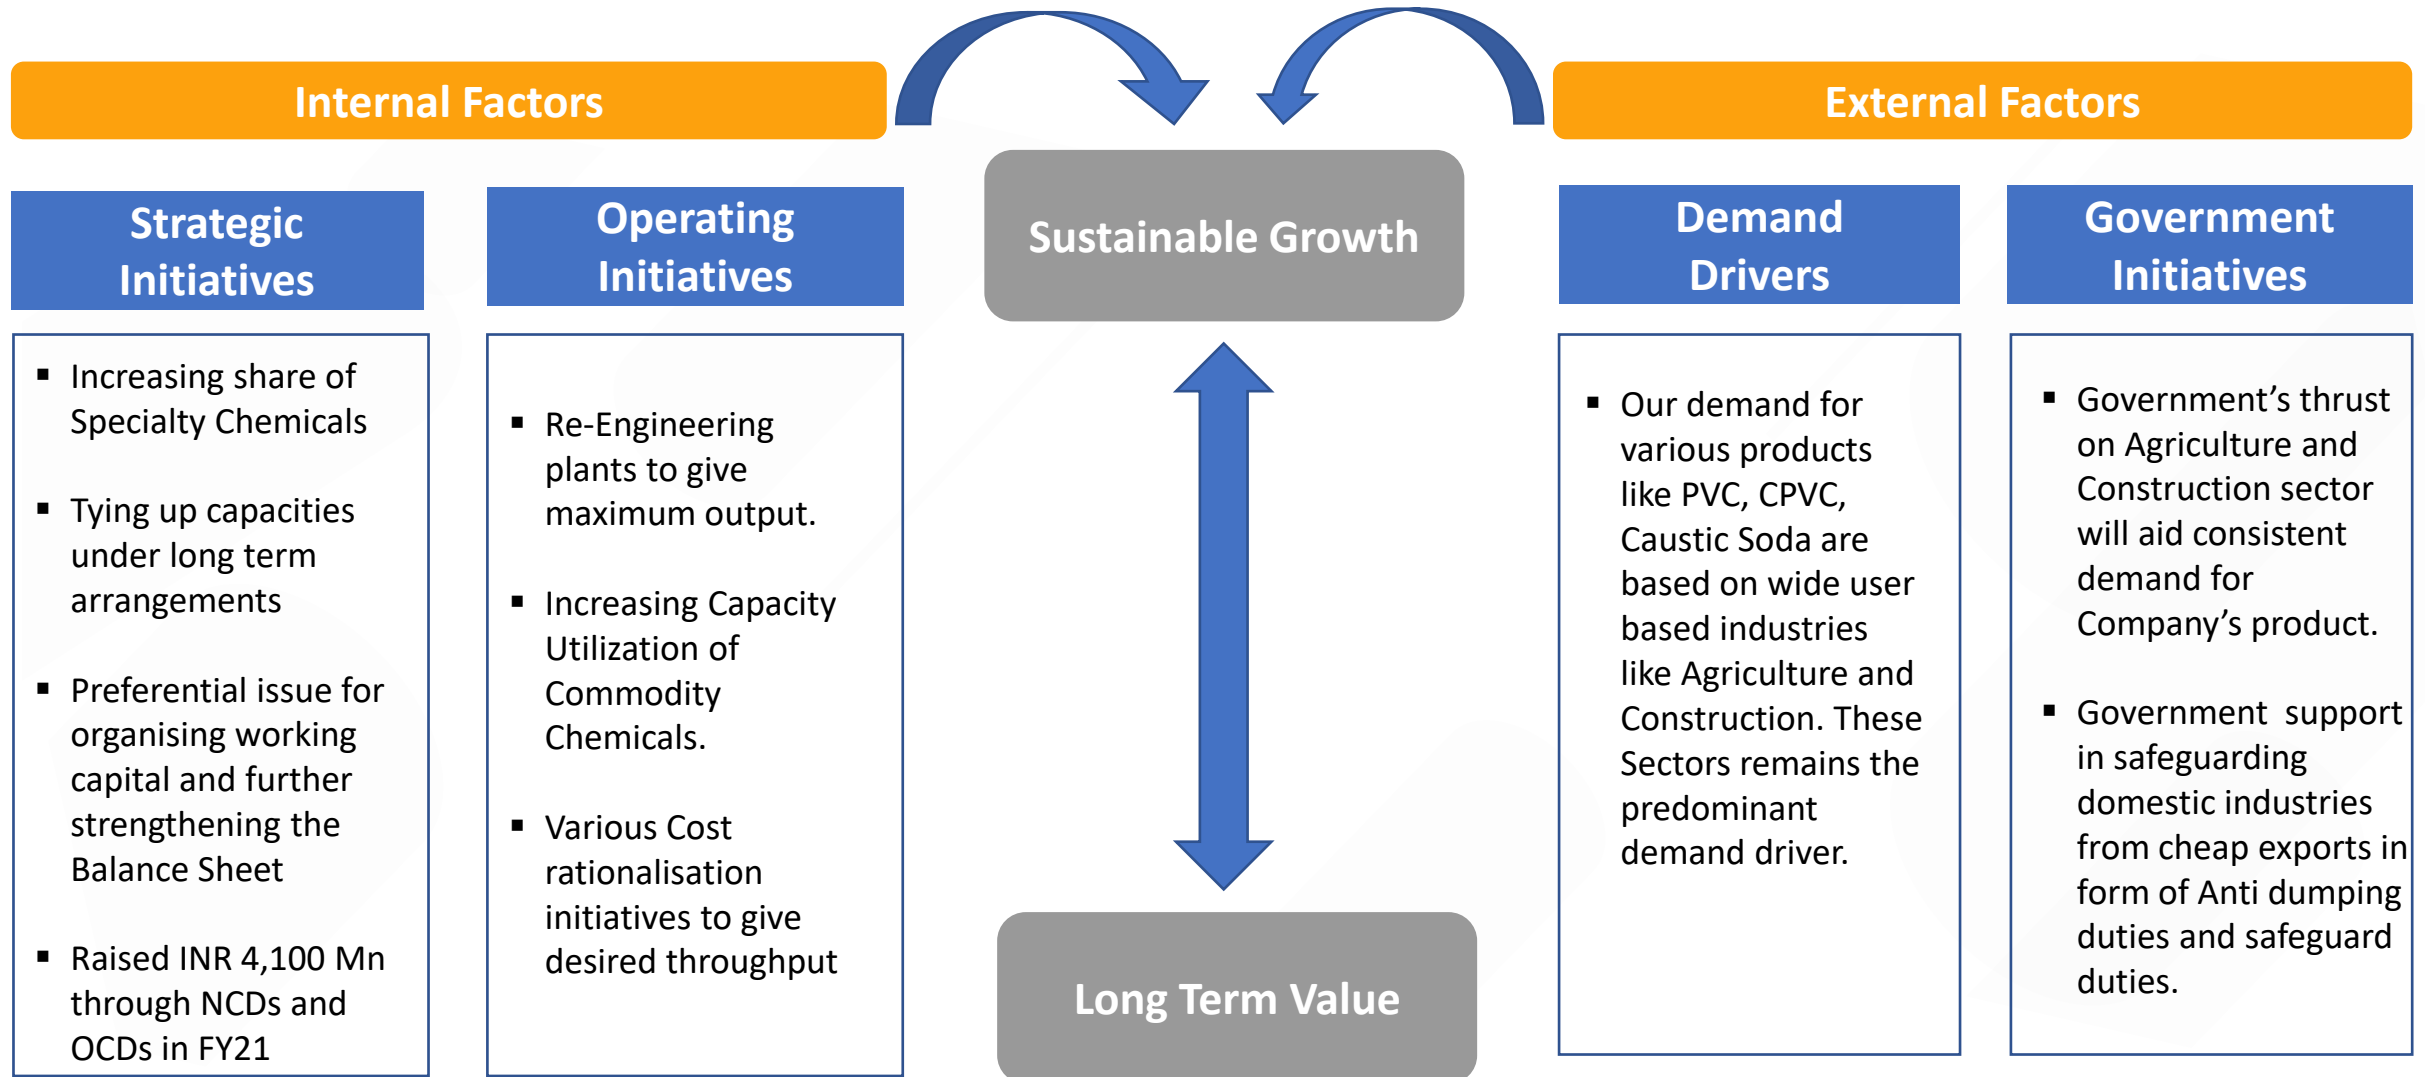 Internal Factors
Strategic
Initiatives
▪ Increasing share of
Specialty Chemicals
▪ Tying up capacities
under long term
arrangements
▪ Preferential issue for
organising working
capital and further
strengthening the
Balance Sheet
▪ Raised INR 4,100 Mn
through NCDs and
OCDs in FY21
Operating
Initiatives
▪ Re-Engineering
plants to give
maximum output.
▪ Increasing Capacity
Utilization of
Commodity
Chemicals.
▪ Various Cost
rationalisation
initiatives to give
desired throughput
Sustainable Growth
Long Term Value
External Factors
Demand
Drivers
▪ Our demand for
various products
like PVC, CPVC,
Caustic Soda are
based on wide user
based industries
like Agriculture and
Construction. These
Sectors remains the
predominant
demand driver.
Government
Initiatives
▪ Government’s thrust
on Agriculture and
Construction sector
will aid consistent
demand for
Company’s product.
▪ Government  support
in safeguarding
domestic industries
from cheap exports in
form of Anti dumping
duties and safeguard
duties.